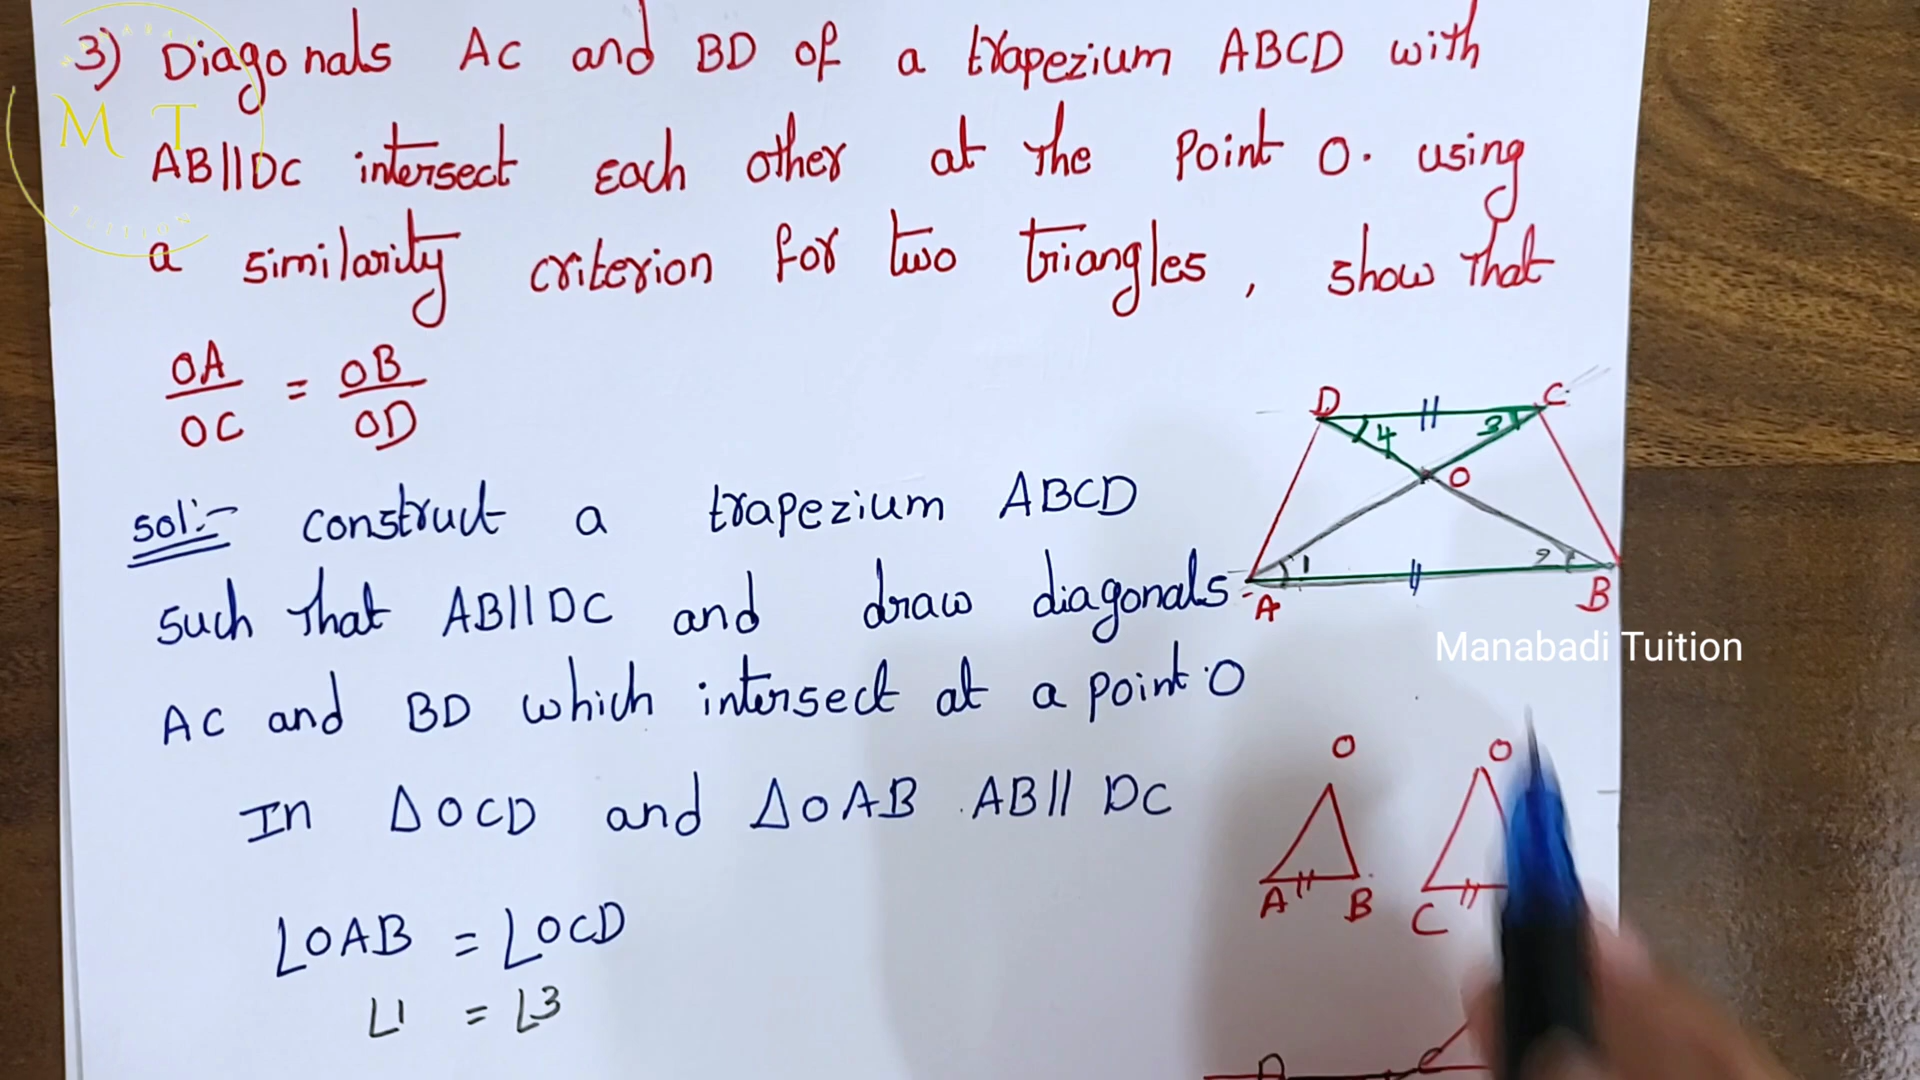 3) Diagonals AC and BD of a trapezium ABCD with
AB||DC intersect each other at the Point O. using
a similarity criterion for two triangles, show that
OA/OC = OB/OD
sol:- construct a trapezium ABCD
such that AB||DC and draw diagonals
AC and BD which intersect at a point O
In ΔOCD and ΔOAB AB||DC
∠OAB = ∠OCD
∠1 = ∠3
D C
4 3
O
1 2
A B
Manabadi Tuition
O O
A B C
M T
TUITION